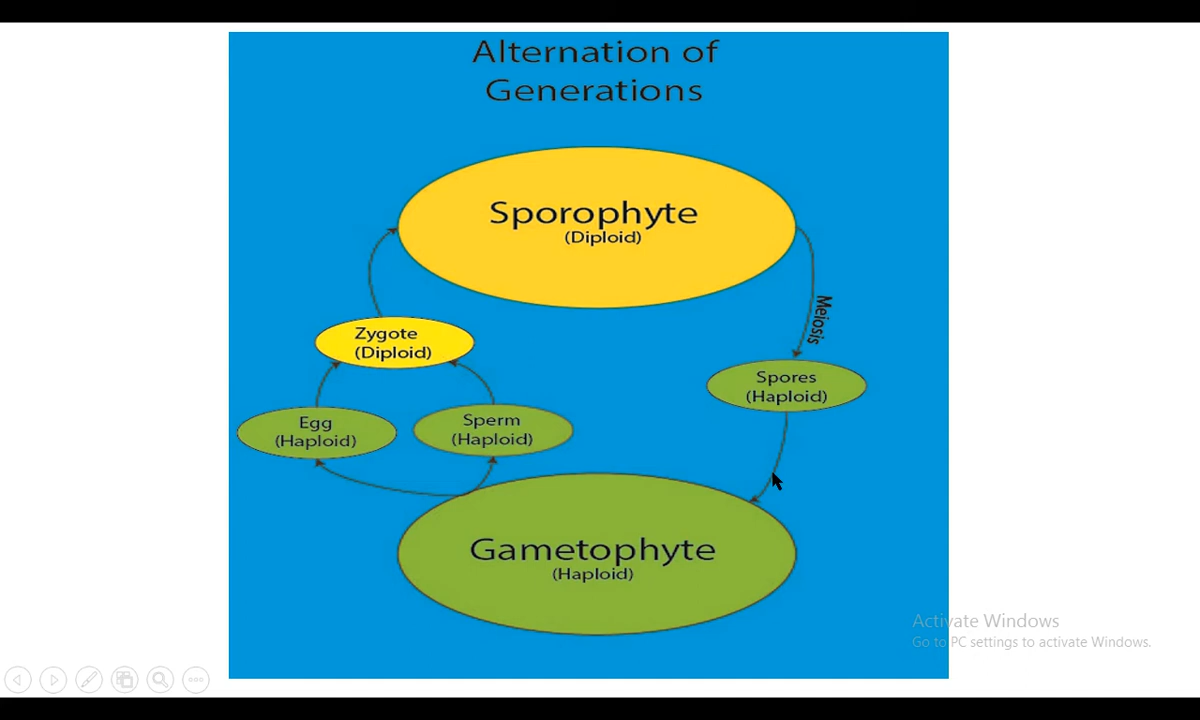 Alternation of
Generations
Sporophyte
(Diploid)
Meiosis
Zygote
(Diploid)
Spores
(Haploid)
Egg
(Haploid)
Sperm
(Haploid)
Gametophyte
(Haploid)
Activate Windows
Go to PC settings to activate Windows.